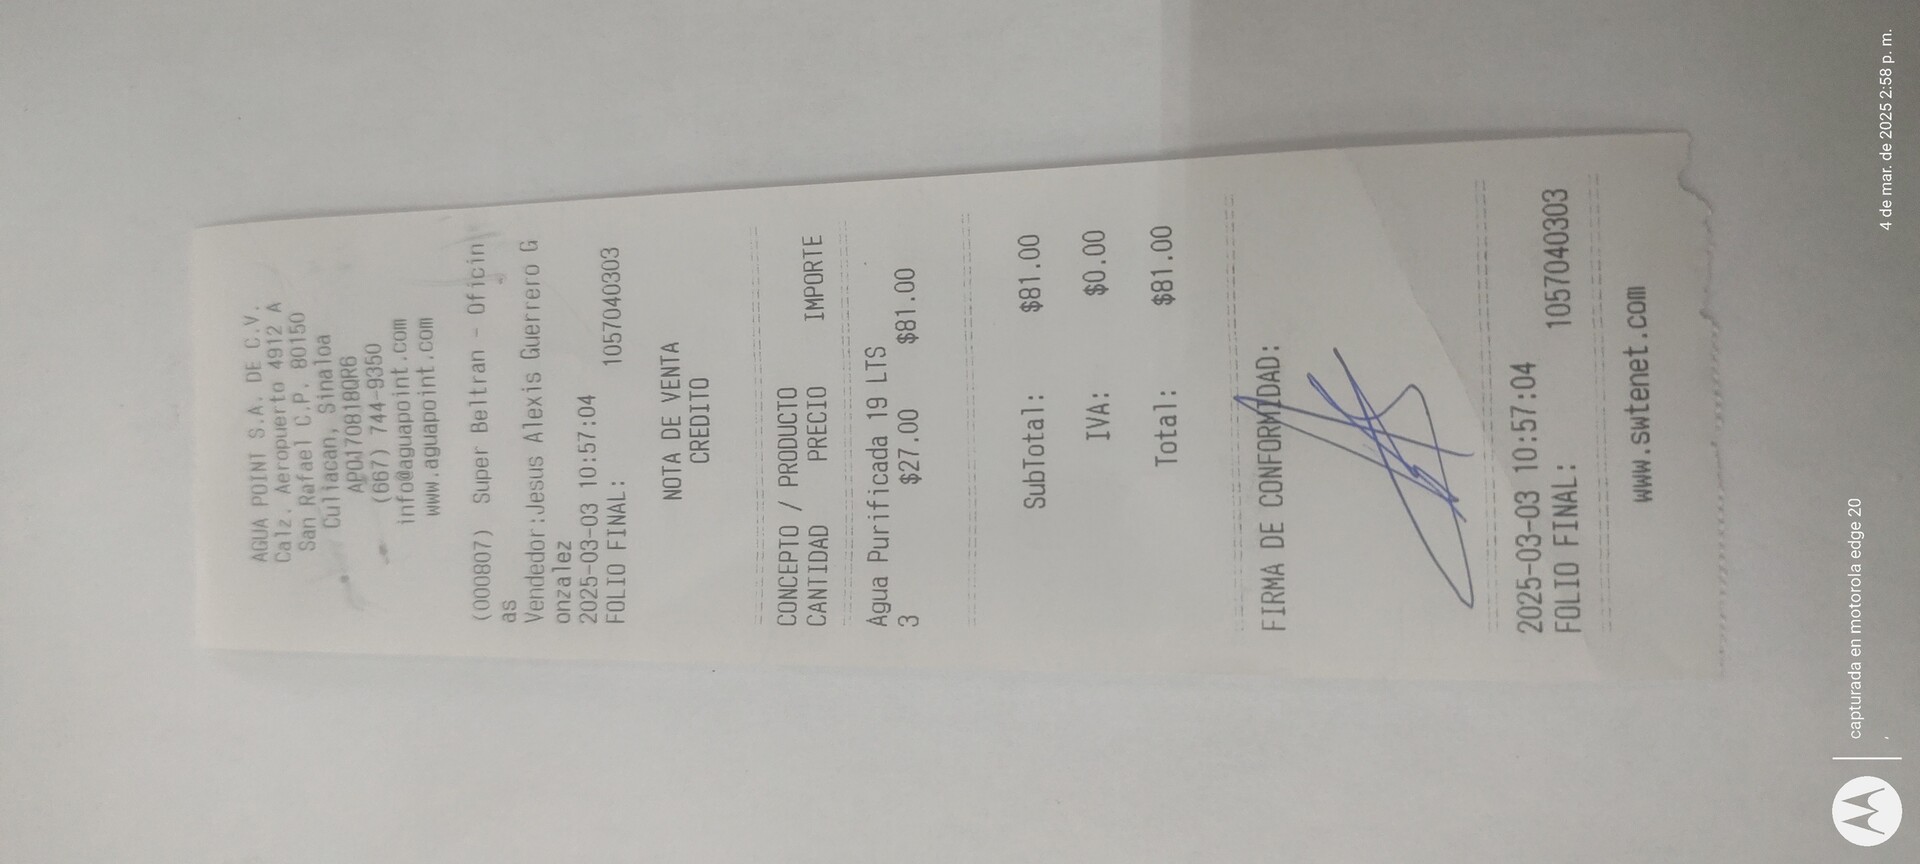 AGUA POINT S.A. DE C.V.
Calz. Aeropuerto 4912 A
San Rafael C.P. 80150
Culiacan, Sinaloa
APO170818QR6
(667) 744-9350
info@aguapoint.com
www.aguapoint.com
(000807) Super Beltran - Oficin
as
Vendedor:Jesus Alexis Guerrero G
onzalez
2025-03-03 10:57:04
FOLIO FINAL: 1057040303
NOTA DE VENTA
CREDITO
CONCEPTO / PRODUCTO
CANTIDAD PRECIO IMPORTE
Agua Purificada 19 LTS
3 $27.00 $81.00
SubTotal: $81.00
IVA: $0.00
Total: $81.00
FIRMA DE CONFORMIDAD:
2025-03-03 10:57:04
FOLIO FINAL: 1057040303
www.swtenet.com
capturada en motorola edge 20
4 de mar. de 2025 2:58 p. m.